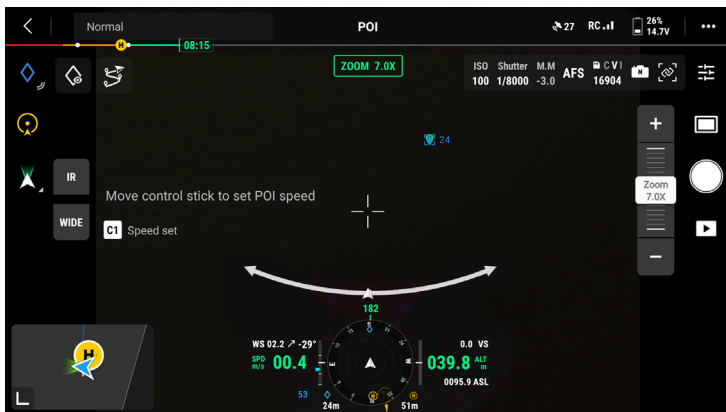 Normal
POI
27
RC
26%
14.7V
H
08:15
ZOOM 7.0X
ISO
100
Shutter
1/8000
M.M
-3.0
AFS
C V I
16904
N
24
IR
WIDE
Move control stick to set POI speed
C1 Speed set
+
Zoom
7.0X
−
182
WS 02.2 ↗ -29°
SPD
m/s
00.4
0.0 VS
039.8
ALT
m
0095.9 ASL
53
24m
H
51m
H